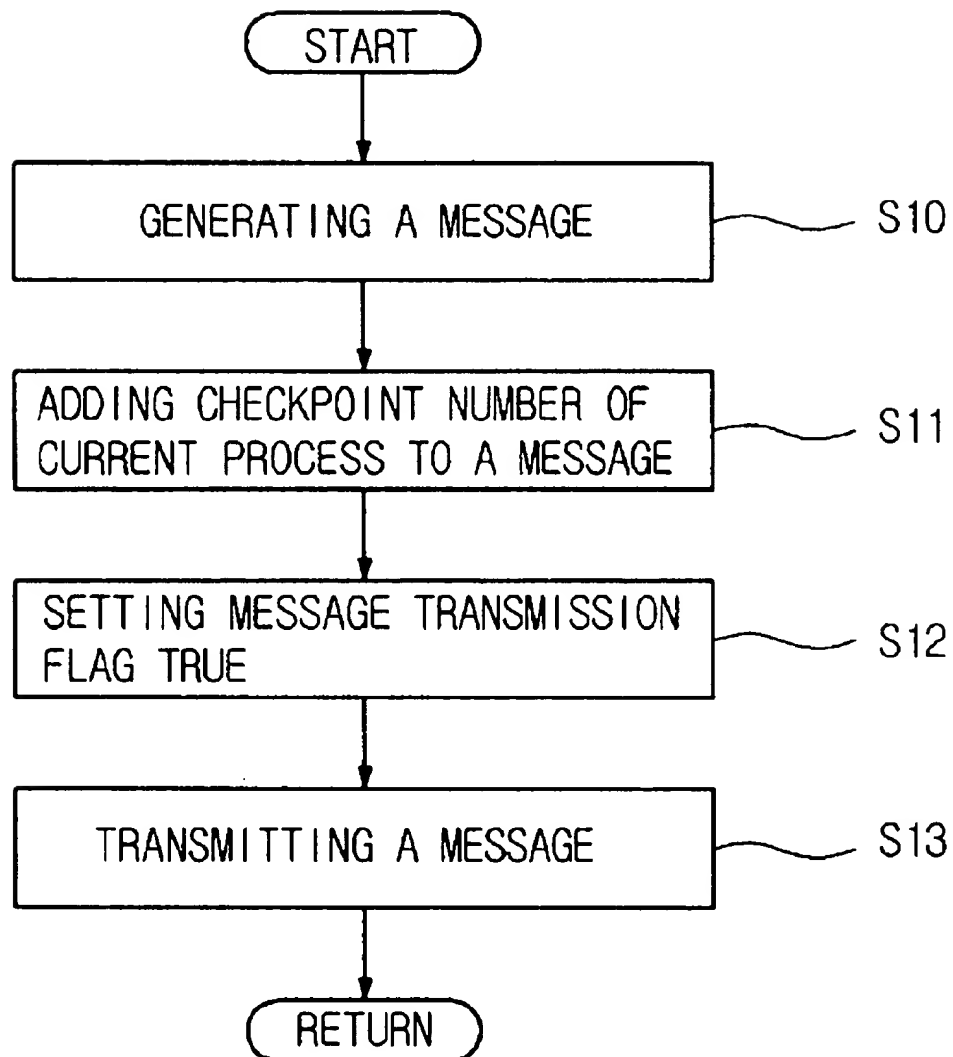 START
GENERATING A MESSAGE
S10
ADDING CHECKPOINT NUMBER OF
CURRENT PROCESS TO A MESSAGE
S11
SETTING MESSAGE TRANSMISSION
FLAG TRUE
S12
TRANSMITTING A MESSAGE
S13
RETURN